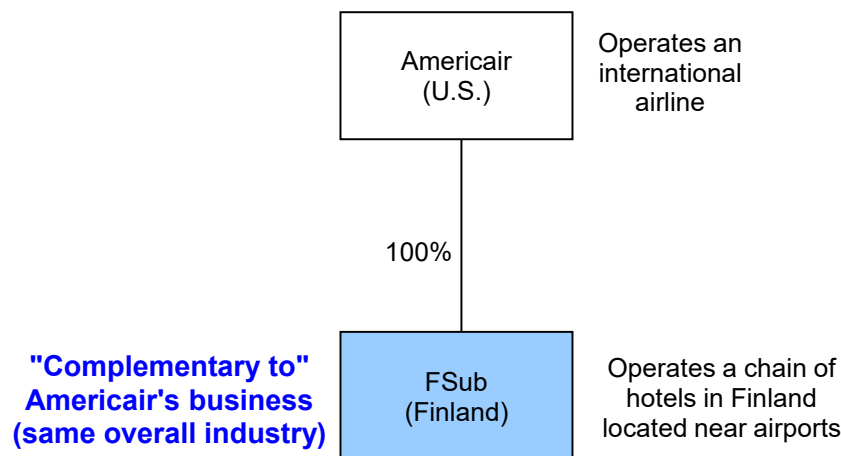 Americair
(U.S.)
Operates an
international
airline
100%
"Complementary to"
Americair's business
(same overall industry)
FSub
(Finland)
Operates a chain of
hotels in Finland
located near airports